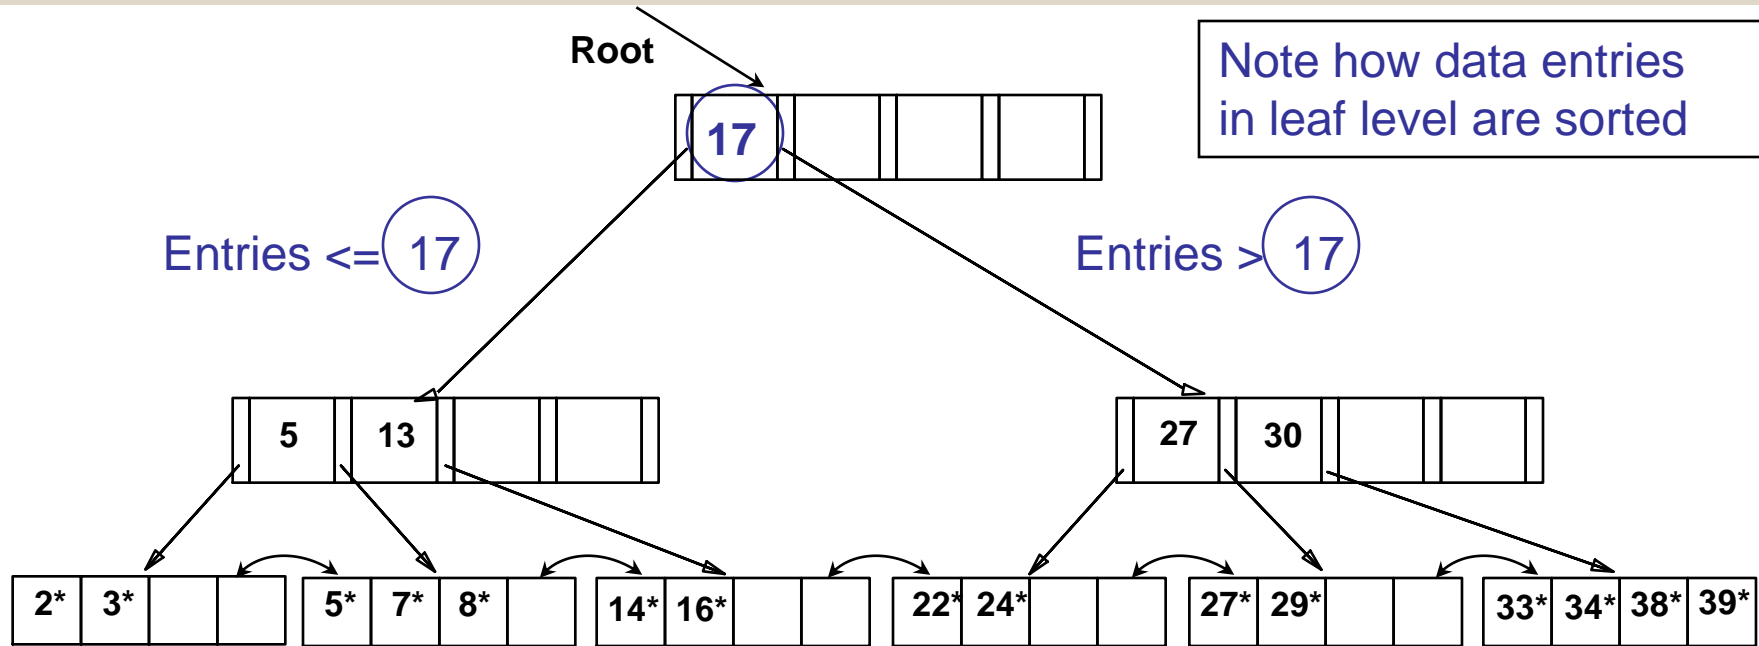 Root
Note how data entries
in leaf level are sorted
17
Entries <= 17
Entries > 17
5 13
27 30
2* 3*
5* 7* 8*
14* 16*
22* 24*
27* 29*
33* 34* 38* 39*